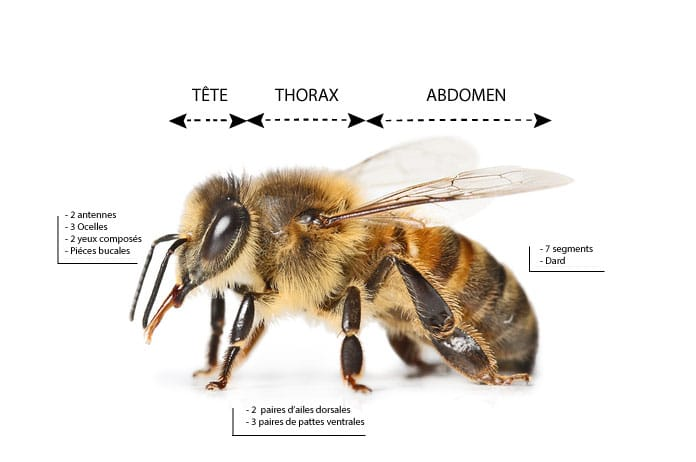 TÊTE THORAX ABDOMEN
- 2 antennes
- 3 Ocelles
- 2 yeux composés
- Piéces bucales
- 7 segments
- Dard
- 2 paires d'ailes dorsales
- 3 paires de pattes ventrales